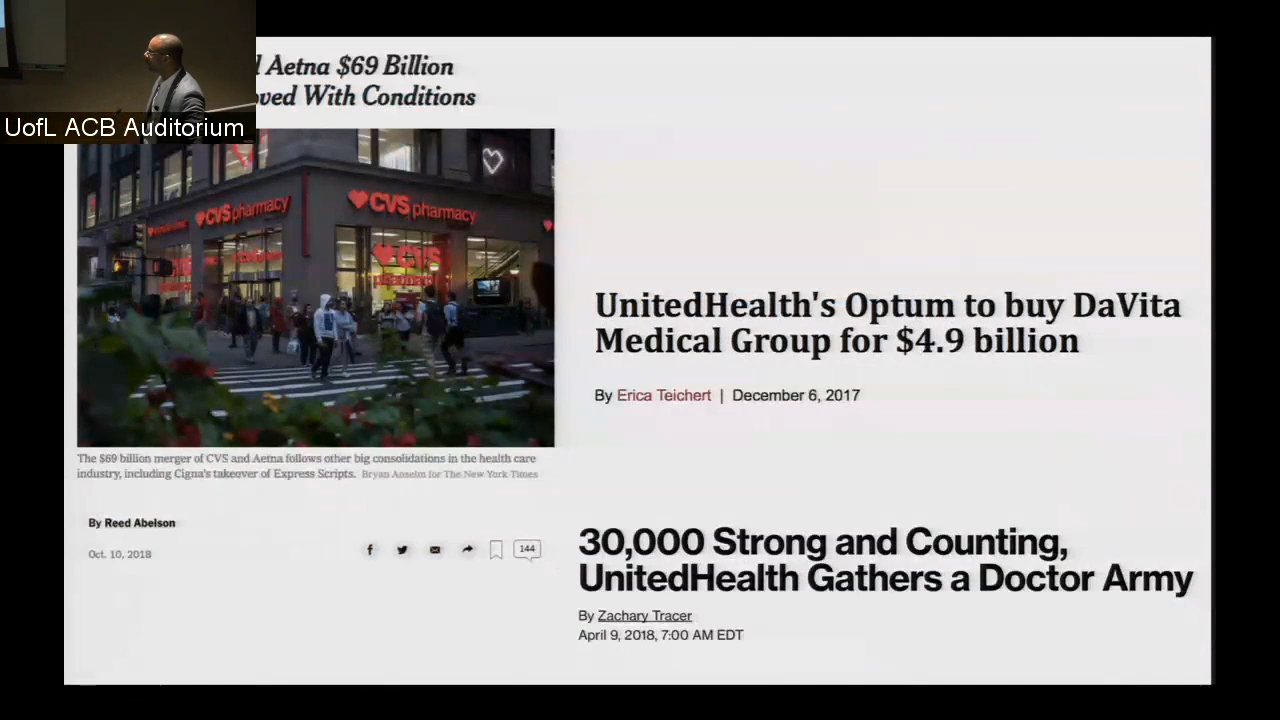 l Aetna $69 Billion
oved With Conditions
UofL ACB Auditorium
CVS pharmacy
CVS pharmacy
CVS
UnitedHealth's Optum to buy DaVita
Medical Group for $4.9 billion
By Erica Teichert | December 6, 2017
The $69 billion merger of CVS and Aetna follows other big consolidations in the health care
industry, including Cigna's takeover of Express Scripts. Bryan Anselm for The New York Times
By Reed Abelson
Oct. 10, 2018
144
30,000 Strong and Counting,
UnitedHealth Gathers a Doctor Army
By Zachary Tracer
April 9, 2018, 7:00 AM EDT